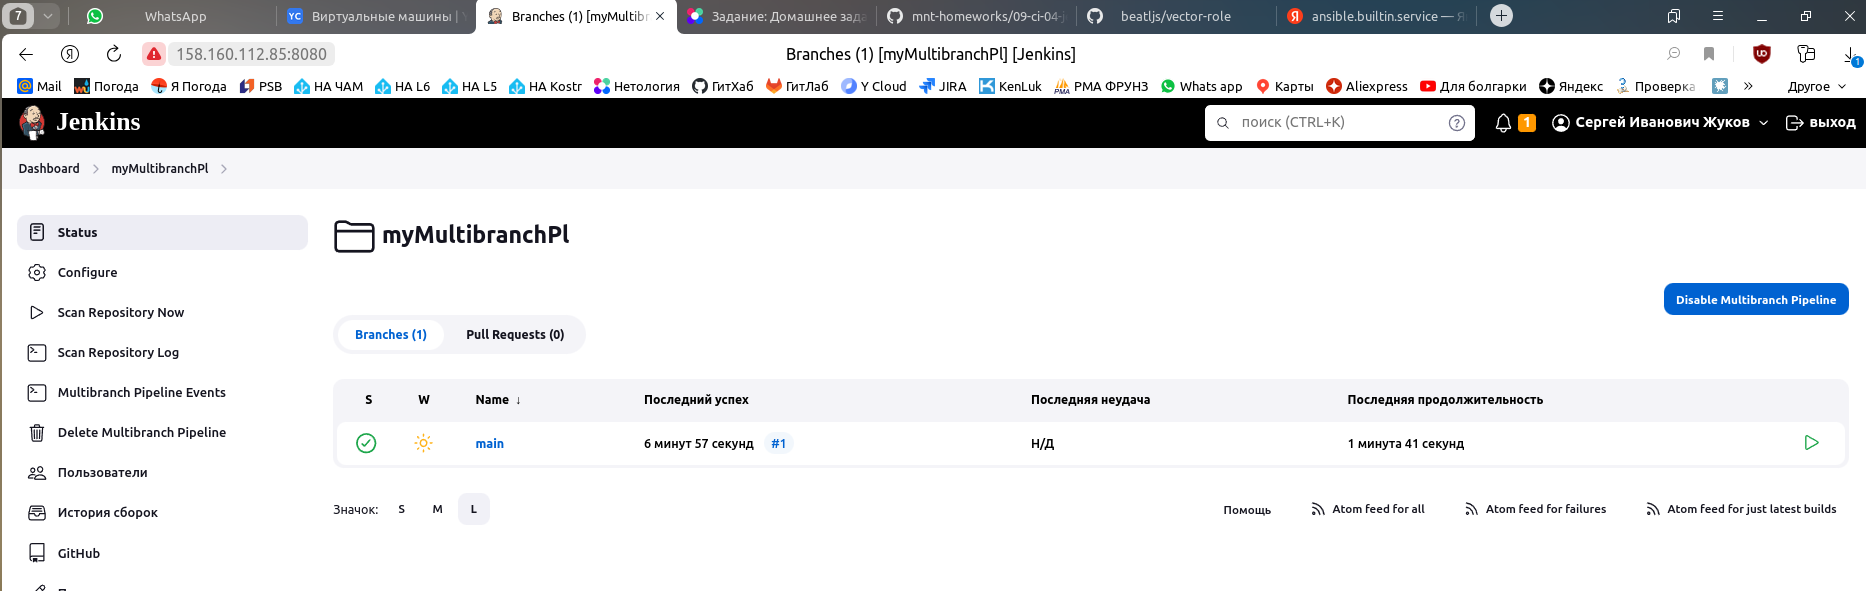 7 WhatsApp Виртуальные машины | Branches (1) [myMultibr Задание: Домашнее зада mnt-homeworks/09-ci-04-j beatljs/vector-role ansible.builtin.service — Я
158.160.112.85:8080 Branches (1) [myMultibranchPl] [Jenkins]
Mail Погода Я Погода PSB НА ЧАМ НА L6 НА L5 НА Kostr Нетология ГитХаб ГитЛаб Y Cloud JIRA KenLuk РМА ФРУНЗ Whats app Карты Aliexpress Для болгарки Яндекс Проверка » Другое
Jenkins поиск (CTRL+K) 1 Сергей Иванович Жуков выход
Dashboard myMultibranchPl
Status
Configure
Scan Repository Now
Scan Repository Log
Multibranch Pipeline Events
Delete Multibranch Pipeline
Пользователи
История сборок
GitHub
myMultibranchPl
Disable Multibranch Pipeline
Branches (1) Pull Requests (0)
S W Name ↓ Последний успех Последняя неудача Последняя продолжительность
main 6 минут 57 секунд #1 Н/Д 1 минута 41 секунд
Значок: S M L Помощь Atom feed for all Atom feed for failures Atom feed for just latest builds